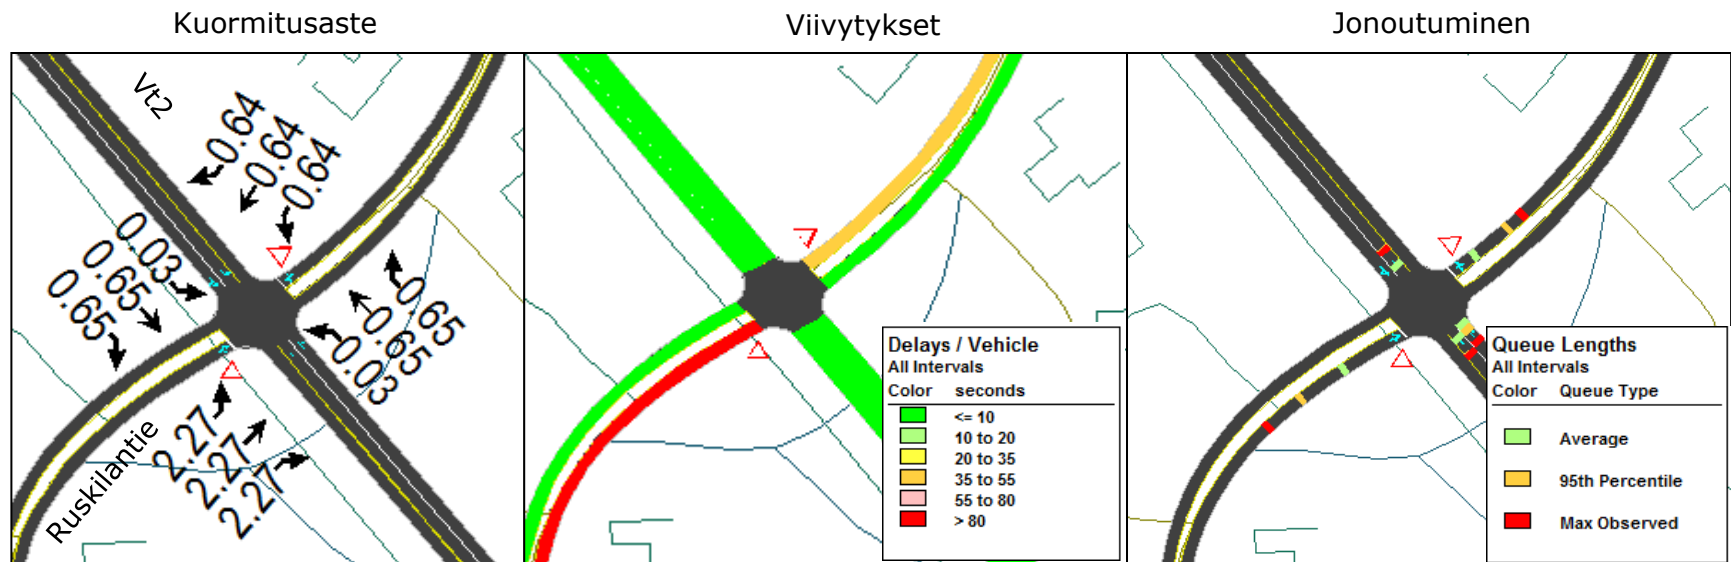 Kuormitusaste
Viivytykset
Jonoutuminen
Vt2
0.64
0.64
0.64
0.03
0.65
0.65
0.65
0.65
0.03
2.27
2.27
2.27
Ruskilantie
Delays / Vehicle
All Intervals
Color seconds
<= 10
10 to 20
20 to 35
35 to 55
55 to 80
> 80
Queue Lengths
All Intervals
Color Queue Type
Average
95th Percentile
Max Observed